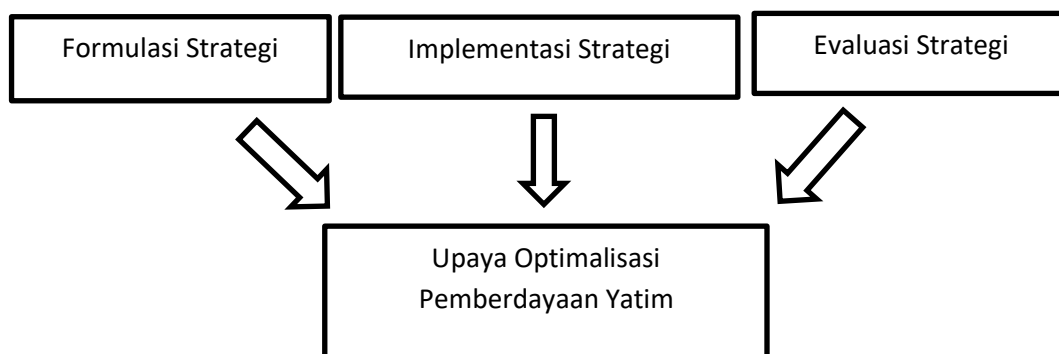 Formulasi Strategi
Implementasi Strategi
Evaluasi Strategi
Upaya Optimalisasi
Pemberdayaan Yatim